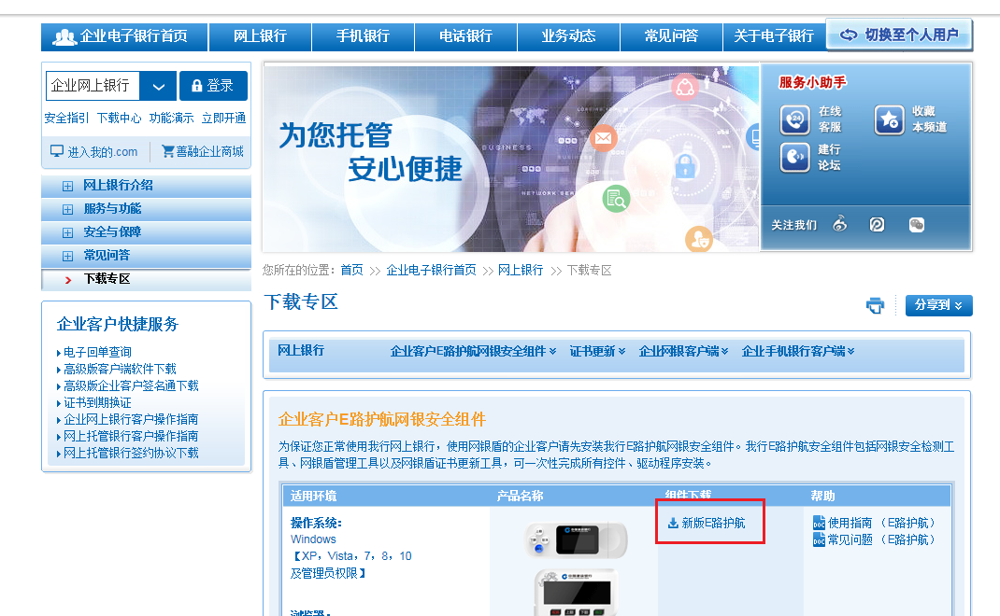 企业电子银行首页 网上银行 手机银行 电话银行 业务动态 常见问答 关于电子银行 切换至个人用户
企业网上银行 登录
安全指引 下载中心 功能演示 立即开通
进入我的.com 善融企业商城
网上银行介绍
服务与功能
安全与保障
常见问答
下载专区
企业客户快捷服务
电子回单查询
高级版客户端软件下载
高级版企业客户签名通下载
证书到期换证
企业网上银行客户操作指南
网上托管银行客户操作指南
网上托管银行签约协议下载
为您托管
安心便捷
BUSINESS
服务小助手
在线客服
收藏本频道
建行论坛
关注我们
您所在的位置: 首页 >> 企业电子银行首页 >> 网上银行 >> 下载专区
下载专区
分享到
网上银行 企业客户E路护航网银安全组件 证书更新 企业网银客户端 企业手机银行客户端
企业客户E路护航网银安全组件
为保证您正常使用我行网上银行，使用网银盾的企业客户请先安装我行E路护航网银安全组件。我行E路护航安全组件包括网银安全检测工
具、网银盾管理工具以及网银盾证书更新工具，可一次性完成所有控件、驱动程序安装。
适用环境 产品名称 组件下载 帮助
操作系统:
Windows
【XP，Vista，7，8，10
及管理员权限】
浏览器:
新版E路护航
使用指南 （E路护航）
常见问题 （E路护航）